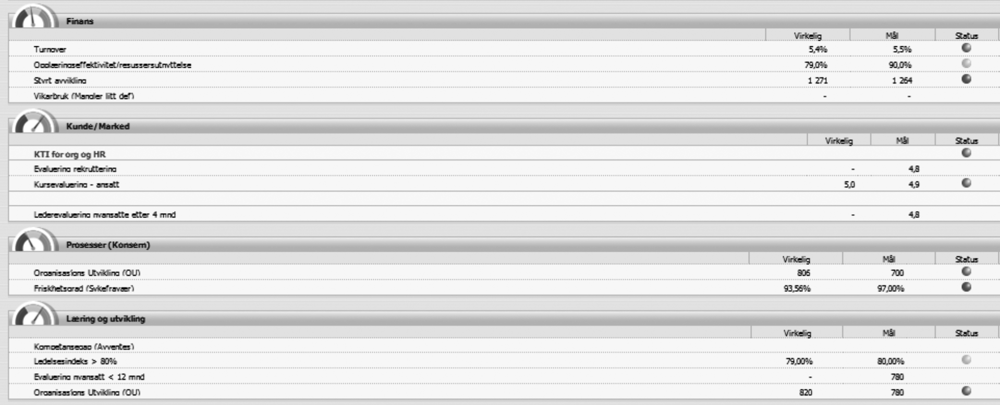 Finans
Virkelig Mål Status
Turnover 5,4% 5,5%
Opplæringseffektivitet/resussersutnyttelse 79,0% 90,0%
Styrt avvikling 1 271 1 264
Vikarbruk (Mangler litt def) - -
Kunde/Marked
Virkelig Mål Status
KTI for org og HR
Evaluering rekruttering - 4,8
Kursevaluering - ansatt 5,0 4,9
Lederevaluering nyansatte etter 4 mnd - 4,8
Prosesser (Konsern)
Virkelig Mål Status
Organisasjons Utvikling (OU) 806 700
Friskhetsgrad (Sykefravær) 93,56% 97,00%
Læring og utvikling
Virkelig Mål Status
Kompetansegap (Avventes)
Ledelsesindeks > 80% 79,00% 80,00%
Evaluering nyansatt < 12 mnd - 780
Organisasjons Utvikling (OU) 820 780